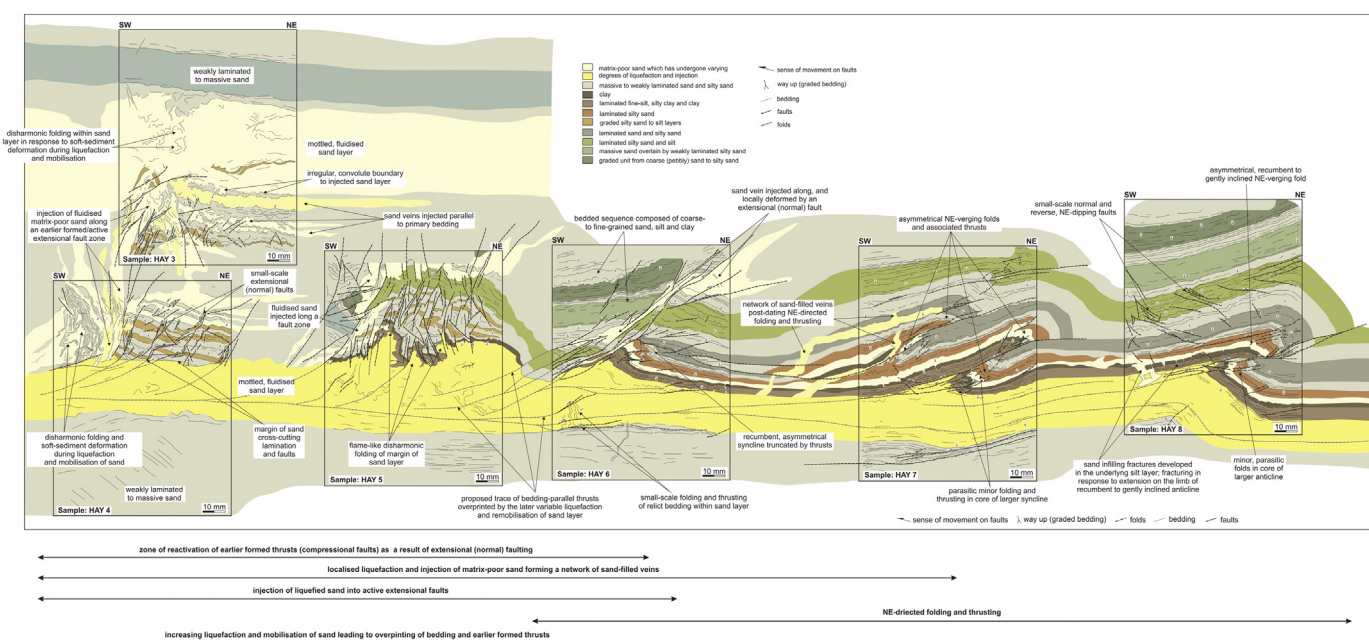 SW
NE
weakly laminated
to massive sand
disharmonic folding within sand
layer in response to soft-sediment
deformation during liquefaction
and mobilisation
mottled, fluidised
sand layer
irregular, convolute boundary
to injected sand layer
injection of fluidised
matrix-poor sand along
an earlier formed/active
extensional fault zone
sand veins injected parallel
to primary bedding
Sample: HAY 3
10 mm
matrix-poor sand which has undergone varying
degrees of liquefaction and injection
massive to weakly laminated sand and silty sand
clay
laminated fine-silt, silty clay and clay
laminated silty sand
graded silty sand to silt layers
laminated sand and silty sand
laminated silty sand and silt
massive sand overlain by weakly laminated silty sand
graded unit from coarse (pebbly) sand to silty sand
sense of movement on faults
way up (graded bedding)
bedding
faults
folds
SW
NE
small-scale
extensional
(normal) faults
fluidised sand
injected long a
fault zone
mottled, fluidised
sand layer
disharmonic folding and
soft-sediment deformation
during liquefaction
and mobilisation of sand
margin of sand
cross-cutting
lamination
and faults
weakly laminated
to massive sand
Sample: HAY 4
10 mm
SW
NE
flame-like disharmonic
folding of margin of
sand layer
Sample: HAY 5
10 mm
bedded sequence composed of coarse-
to fine-grained sand, silt and clay
sand vein injected along, and
locally deformed by an
extensional (normal) fault
SW
NE
Sample: HAY 6
10 mm
proposed trace of bedding-parallel thrusts
overprinted by the later variable liquefaction
and remobilisation of sand layer
small-scale folding and thrusting
of relict bedding within sand layer
recumbent, asymmetrical
syncline truncated by thrusts
network of sand-filled veins
post-dating NE-directed
folding and thrusting
asymmetrical NE-verging folds
and associated thrusts
SW
NE
Sample: HAY 7
10 mm
parasitic minor folding and
thrusting in core of larger syncline
small-scale normal and
reverse, NE-dipping faults
asymmetrical, recumbent to
gently inclined NE-verging fold
SW
NE
Sample: HAY 8
10 mm
sand infilling fractures developed
in the underlyng silt layer; fracturing in
response to extension on the limb of
recumbent to gently inclined anticline
minor, parasitic
folds in core of
larger anticline
sense of movement on faults
way up (graded bedding)
folds
bedding
faults
zone of reactivation of earlier formed thrusts (compressional faults) as a result of extensional (normal) faulting
localised liquefaction and injection of matrix-poor sand forming a network of sand-filled veins
injection of liquefied sand into active extensional faults
NE-driected folding and thrusting
increasing liquefaction and mobilisation of sand leading to overpinting of bedding and earlier formed thrusts